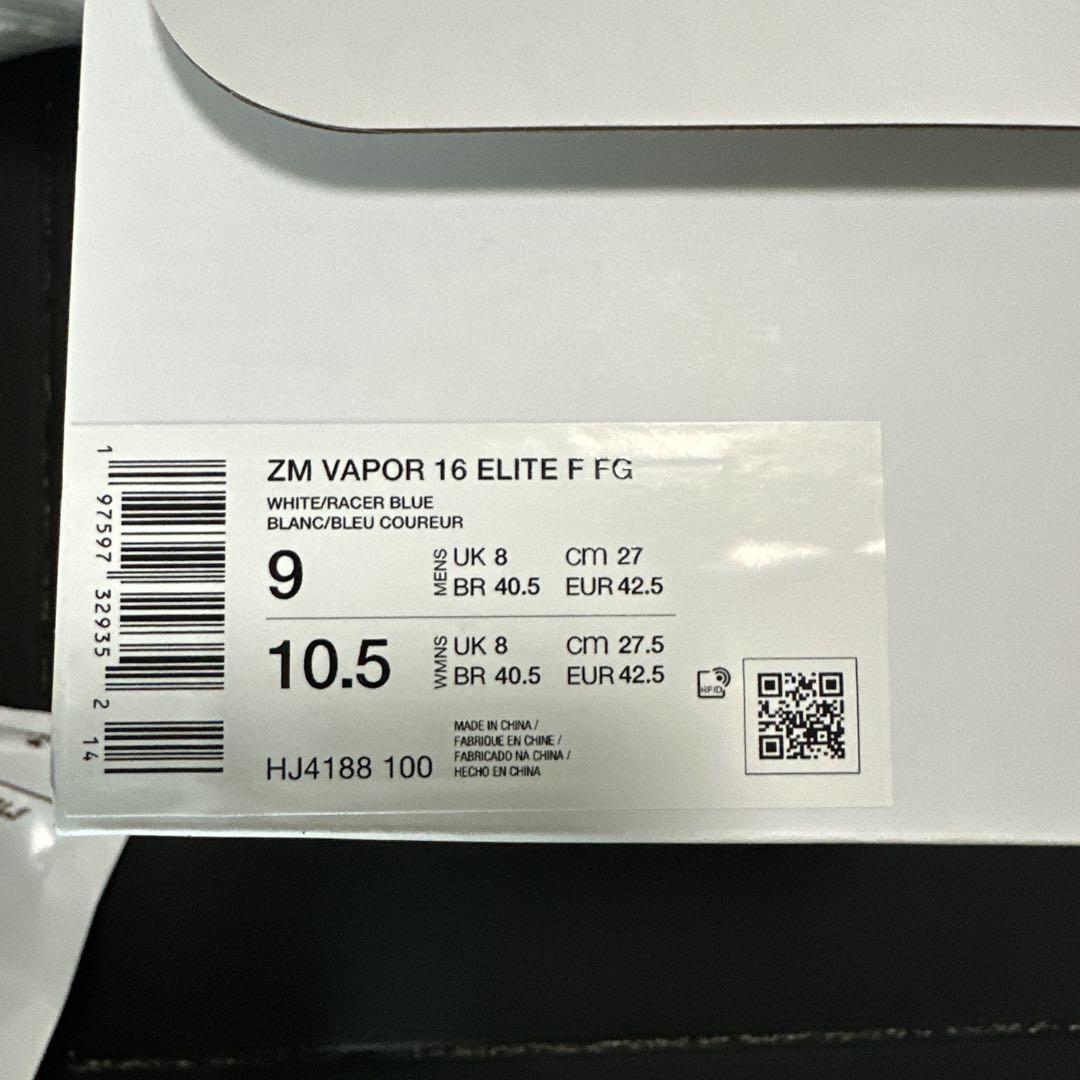 ZM VAPOR 16 ELITE F FG
WHITE/RACER BLUE
BLANC/BLEU COUREUR
9
MENS
UK 8 CM 27
BR 40.5 EUR 42.5
10.5
WMNS
UK 8 CM 27.5
BR 40.5 EUR 42.5
RFID
HJ4188 100
MADE IN CHINA /
FABRIQUE EN CHINE /
FABRICADO NA CHINA /
HECHO EN CHINA
1 97597 32935 2 14